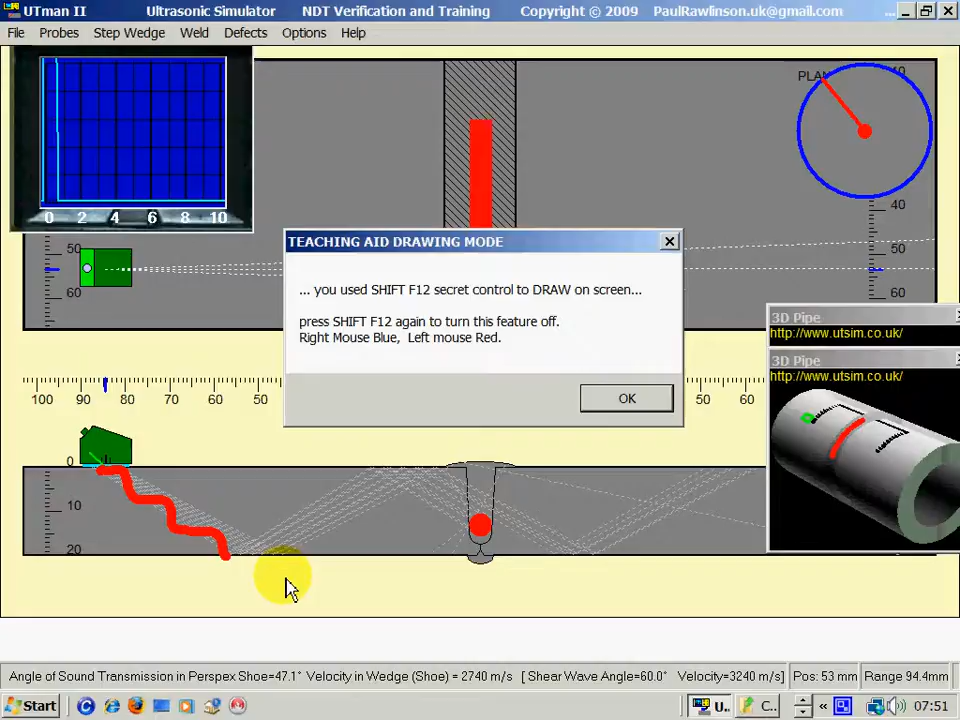 UTman II Ultrasonic Simulator NDT Verification and Training Copyright © 2009 PaulRawlinson.uk@gmail.com ...
File Probes Step Wedge Weld Defects Options Help
0 2 4 6 8 10
50
60
PLAN
40
40
50
60
TEACHING AID DRAWING MODE
... you used SHIFT F12 secret control to DRAW on screen...
press SHIFT F12 again to turn this feature off.
Right Mouse Blue, Left mouse Red.
OK
3D Pipe
http://www.utsim.co.uk/
3D Pipe
http://www.utsim.co.uk/
100 90 80 70 60 50 50 60
0
10
20
Angle of Sound Transmission in Perspex Shoe=47.1° Velocity in Wedge (Shoe) = 2740 m/s [ Shear Wave Angle=60.0° Velocity=3240 m/s] Pos: 53 mm Range 94.4mm
Start U.. C.. « 07:51